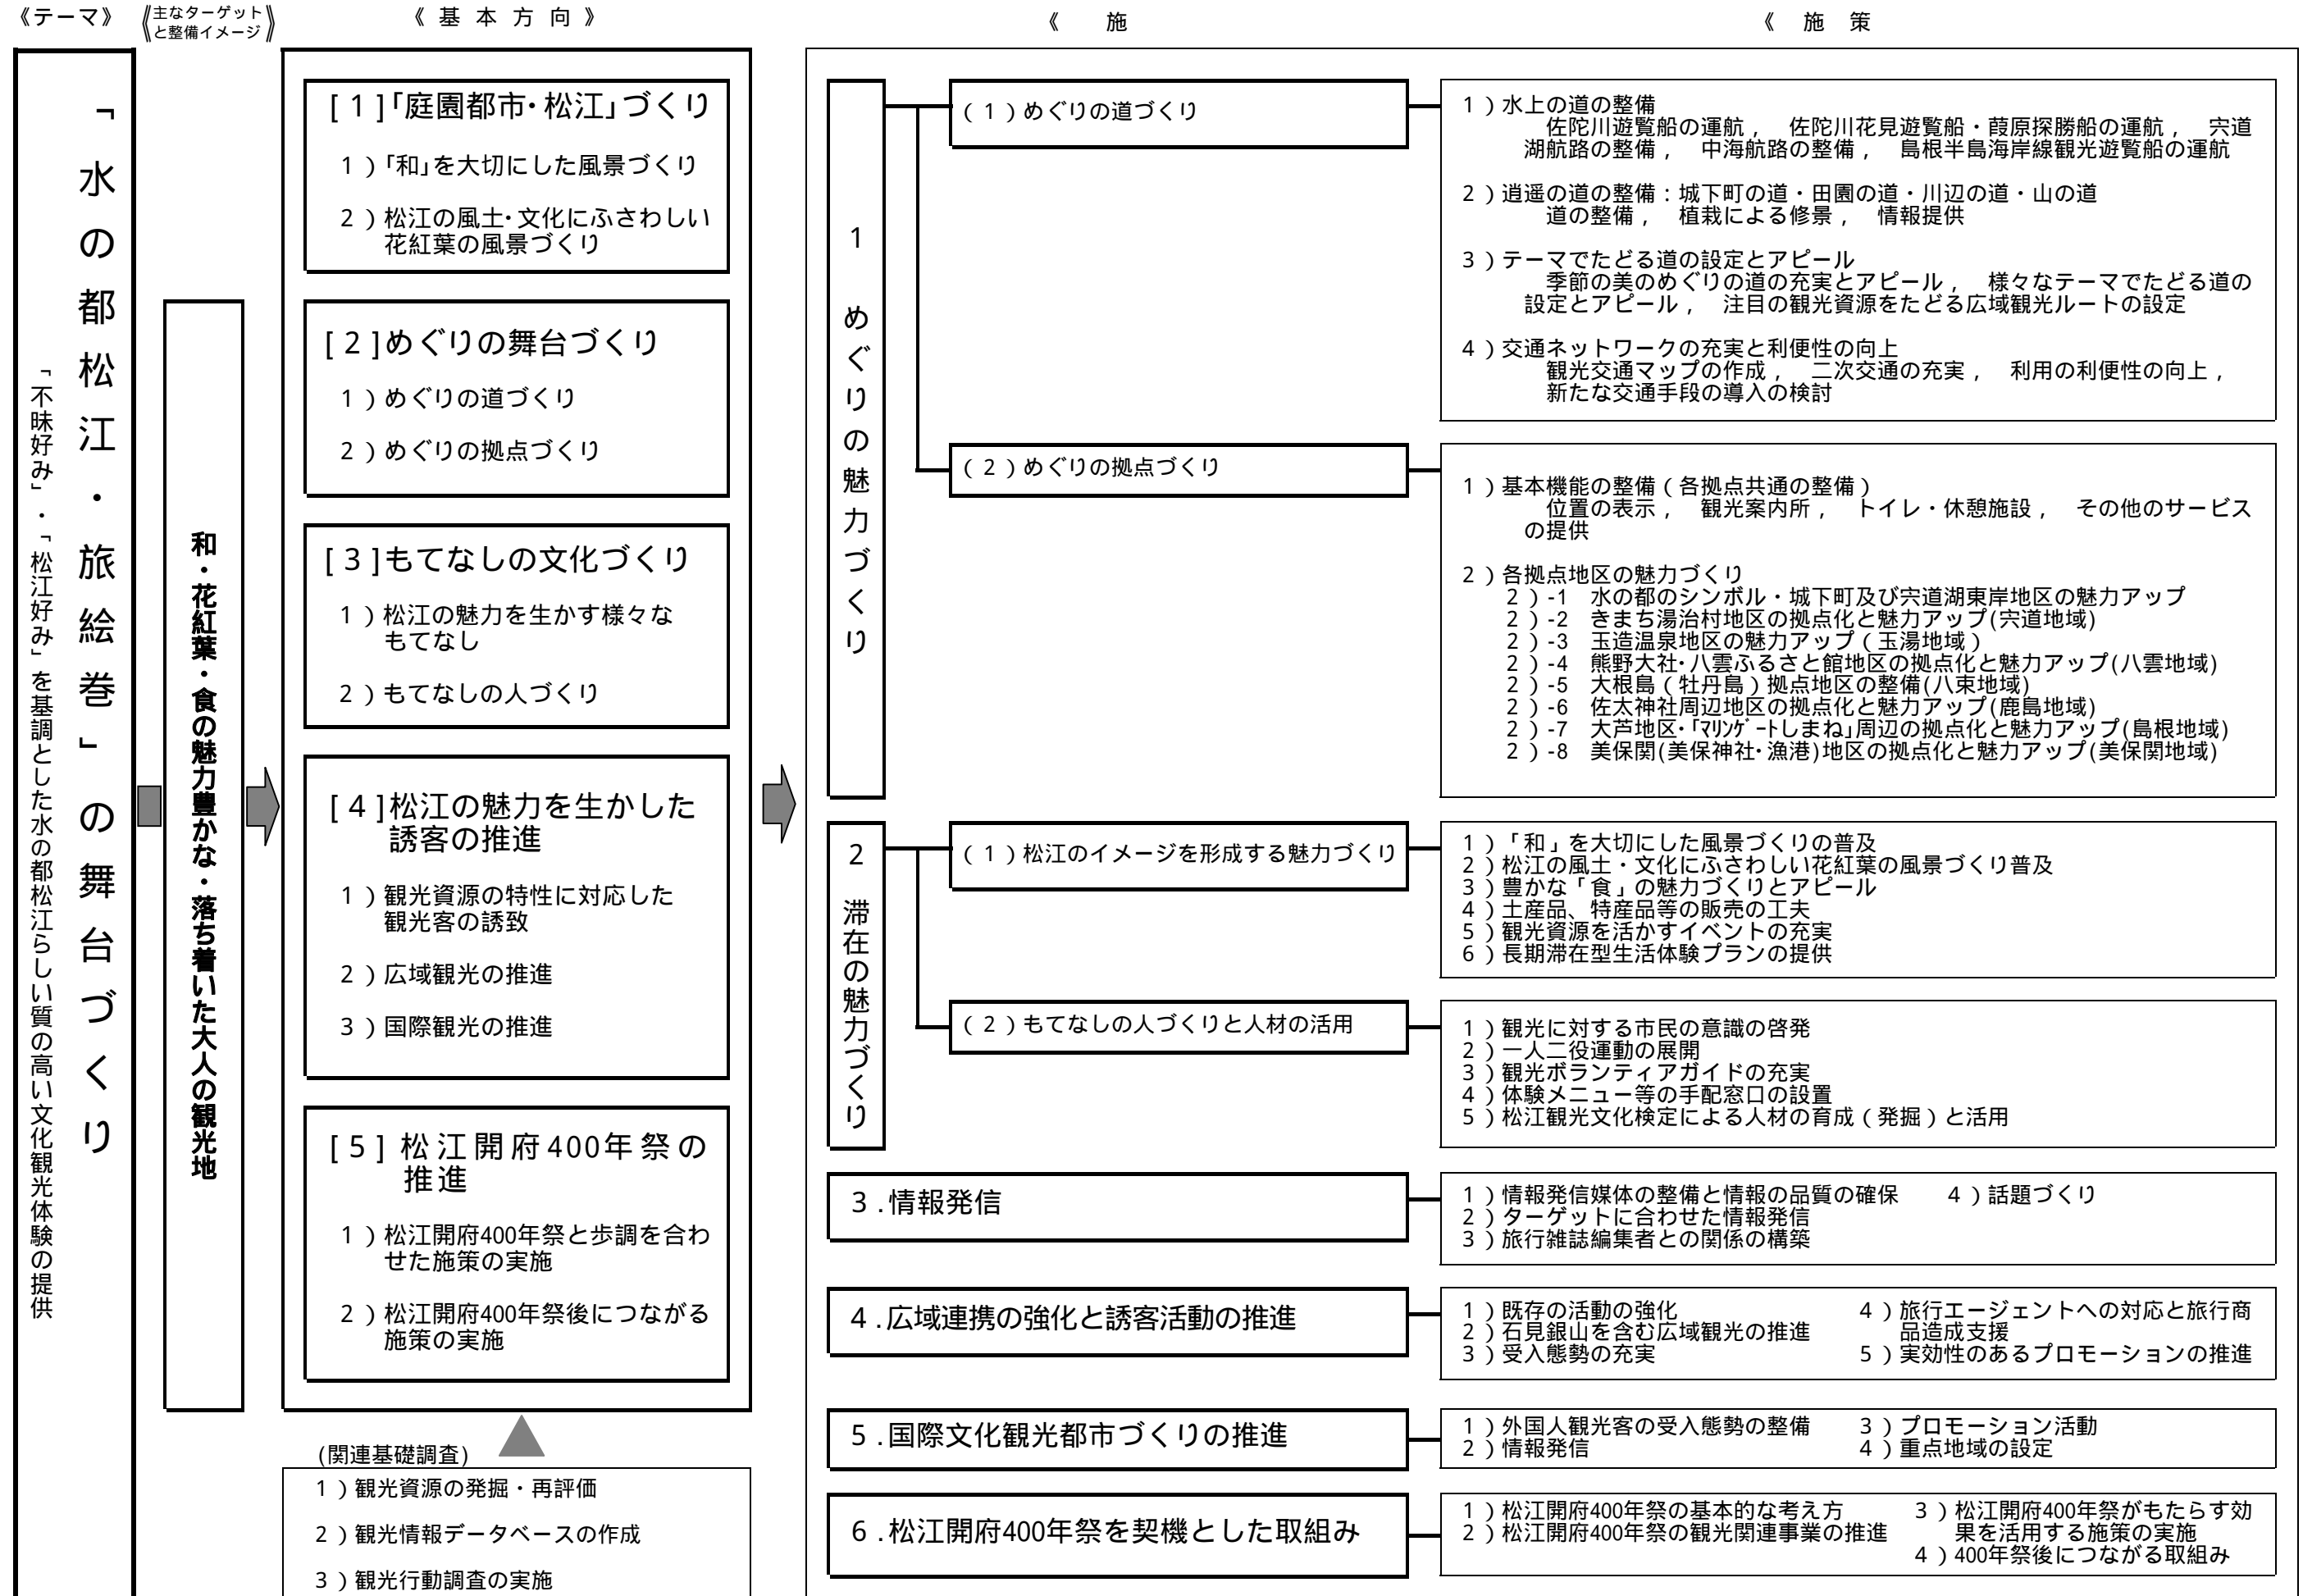 《テーマ》
《主なターゲット
と整備イメージ》
《 基 本 方 向 》
《 施
《 施 策
「水の都松江・旅絵巻」の舞台づくり
「不昧好み」・「松江好み」を基調とした水の都松江らしい質の高い文化観光体験の提供
和・花紅葉・食の魅力豊かな・落ち着いた大人の観光地
[1]「庭園都市・松江」づくり
1)「和」を大切にした風景づくり
2)松江の風土・文化にふさわしい
花紅葉の風景づくり
[2]めぐりの舞台づくり
1)めぐりの道づくり
2)めぐりの拠点づくり
[3]もてなしの文化づくり
1)松江の魅力を生かす様々な
もてなし
2)もてなしの人づくり
[4]松江の魅力を生かした
誘客の推進
1)観光資源の特性に対応した
観光客の誘致
2)広域観光の推進
3)国際観光の推進
[5]松江開府400年祭の
推進
1)松江開府400年祭と歩調を合わ
せた施策の実施
2)松江開府400年祭後につながる
施策の実施
(関連基礎調査)
1)観光資源の発掘・再評価
2)観光情報データベースの作成
3)観光行動調査の実施
1 めぐりの魅力づくり
(1)めぐりの道づくり
1)水上の道の整備
佐陀川遊覧船の運航, 佐陀川花見遊覧船・葭原探勝船の運航, 宍道
湖航路の整備, 中海航路の整備, 島根半島海岸線観光遊覧船の運航
2)逍遥の道の整備:城下町の道・田園の道・川辺の道・山の道
道の整備, 植栽による修景, 情報提供
3)テーマでたどる道の設定とアピール
季節の美のめぐりの道の充実とアピール, 様々なテーマでたどる道の
設定とアピール, 注目の観光資源をたどる広域観光ルートの設定
4)交通ネットワークの充実と利便性の向上
観光交通マップの作成, 二次交通の充実, 利用の利便性の向上,
新たな交通手段の導入の検討
(2)めぐりの拠点づくり
1)基本機能の整備(各拠点共通の整備)
位置の表示, 観光案内所, トイレ・休憩施設, その他のサービス
の提供
2)各拠点地区の魅力づくり
2)-1 水の都のシンボル・城下町及び宍道湖東岸地区の魅力アップ
2)-2 きまち湯治村地区の拠点化と魅力アップ(宍道地域)
2)-3 玉造温泉地区の魅力アップ(玉湯地域)
2)-4 熊野大社・八雲ふるさと館地区の拠点化と魅力アップ(八雲地域)
2)-5 大根島(牡丹島)拠点地区の整備(八束地域)
2)-6 佐太神社周辺地区の拠点化と魅力アップ(鹿島地域)
2)-7 大芦地区・「ﾏﾘﾝｹﾞｰﾄしまね」周辺の拠点化と魅力アップ(島根地域)
2)-8 美保関(美保神社・漁港)地区の拠点化と魅力アップ(美保関地域)
2 滞在の魅力づくり
(1)松江のイメージを形成する魅力づくり
1)「和」を大切にした風景づくりの普及
2)松江の風土・文化にふさわしい花紅葉の風景づくり普及
3)豊かな「食」の魅力づくりとアピール
4)土産品、特産品等の販売の工夫
5)観光資源を活かすイベントの充実
6)長期滞在型生活体験プランの提供
(2)もてなしの人づくりと人材の活用
1)観光に対する市民の意識の啓発
2)一人二役運動の展開
3)観光ボランティアガイドの充実
4)体験メニュー等の手配窓口の設置
5)松江観光文化検定による人材の育成(発掘)と活用
3.情報発信
1)情報発信媒体の整備と情報の品質の確保 4)話題づくり
2)ターゲットに合わせた情報発信
3)旅行雑誌編集者との関係の構築
4.広域連携の強化と誘客活動の推進
1)既存の活動の強化 4)旅行エージェントへの対応と旅行商
2)石見銀山を含む広域観光の推進 品造成支援
3)受入態勢の充実 5)実効性のあるプロモーションの推進
5.国際文化観光都市づくりの推進
1)外国人観光客の受入態勢の整備 3)プロモーション活動
2)情報発信 4)重点地域の設定
6.松江開府400年祭を契機とした取組み
1)松江開府400年祭の基本的な考え方 3)松江開府400年祭がもたらす効
2)松江開府400年祭の観光関連事業の推進 果を活用する施策の実施
4)400年祭後につながる取組み